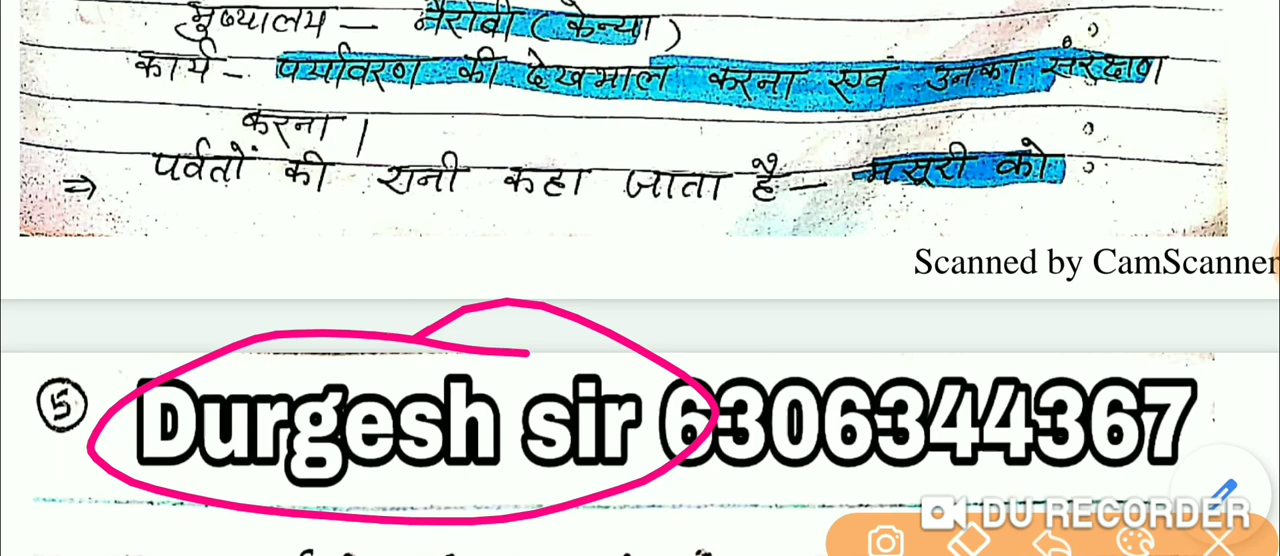 मुख्यालय - नैरोबी (केन्या)
कार्य - पर्यावरण की देखभाल करना एवं उनका संरक्षण
करना।
⇒ पर्वतों की रानी कहा जाता है - मसूरी को
Scanned by CamScanner
5 Durgesh sir 6306344367
DU RECORDER